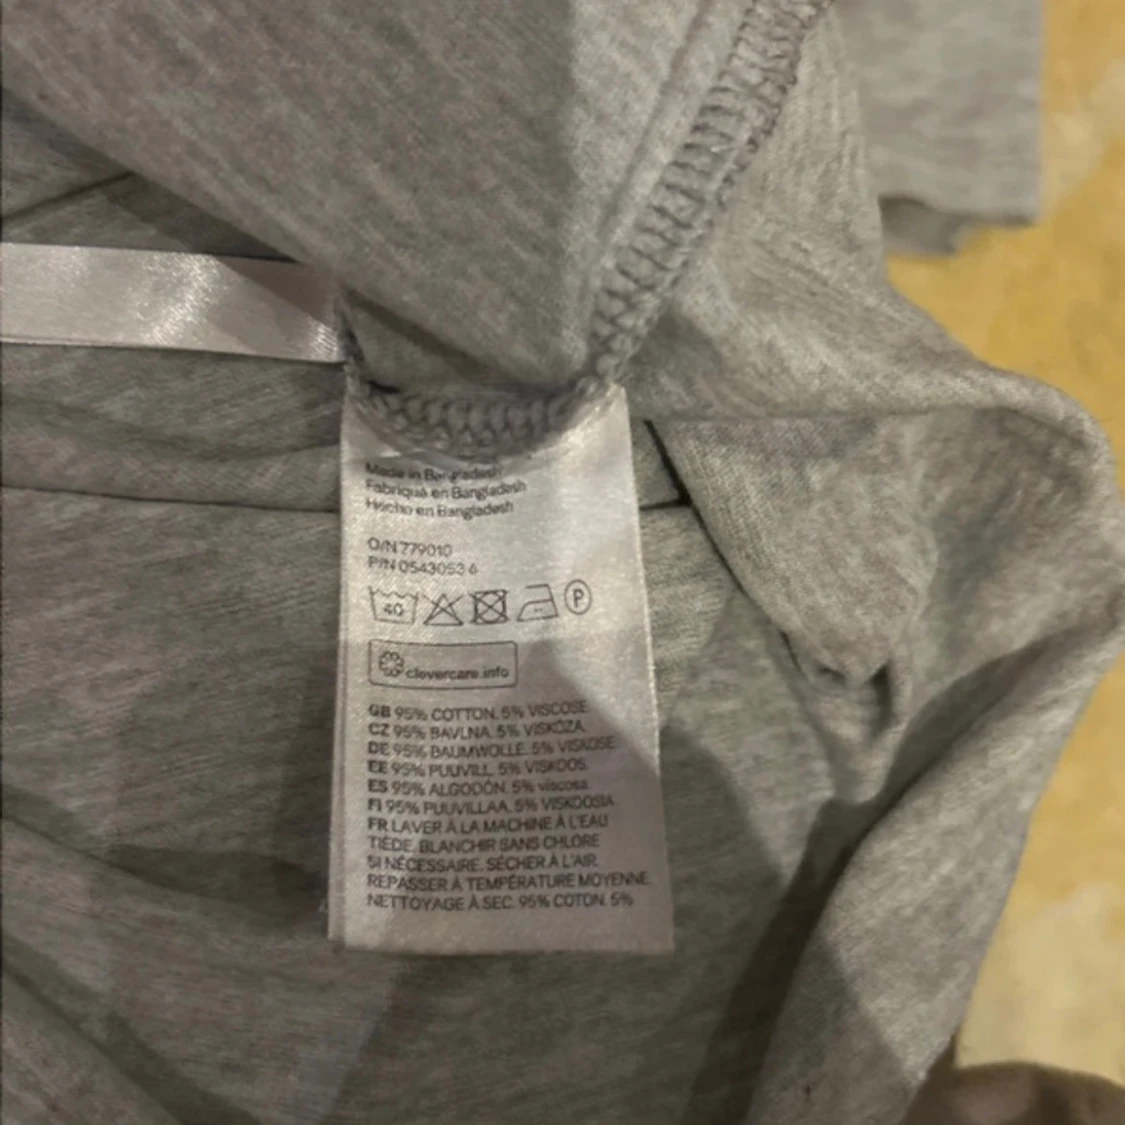 Made in Bangladesh
Fabriqué en Bangladesh
Hecho en Bangladesh
O/N 779010
P/N 0543053 6
40 P
clevercare.info
GB 95% COTTON. 5% VISCOSE.
CZ 95% BAVLNA. 5% VISKÓZA.
DE 95% BAUMWOLLE. 5% VISKOSE.
EE 95% PUUVILL. 5% VISKOOS.
ES 95% ALGODÓN. 5% viscosa.
FI 95% PUUVILLAA. 5% VISKOOSIA.
FR LAVER À LA MACHINE À L'EAU
TIÈDE. BLANCHIR SANS CHLORE
SI NÉCESSAIRE. SÉCHER À L'AIR.
REPASSER À TEMPÉRATURE MOYENNE.
NETTOYAGE À SEC. 95% COTON. 5%